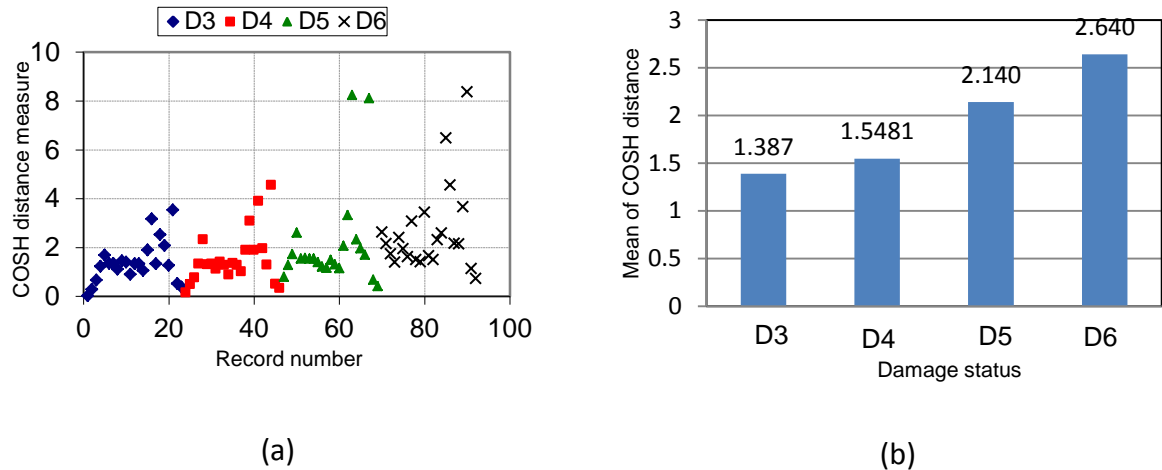 D3 D4 D5 D6
10
8
6
4
2
0
COSH distance measure
0 20 40 60 80 100
Record number
(a)
3
2.5
2
1.5
1
0.5
0
Mean of COSH distance
1.387
1.5481
2.140
2.640
D3 D4 D5 D6
Damage status
(b)